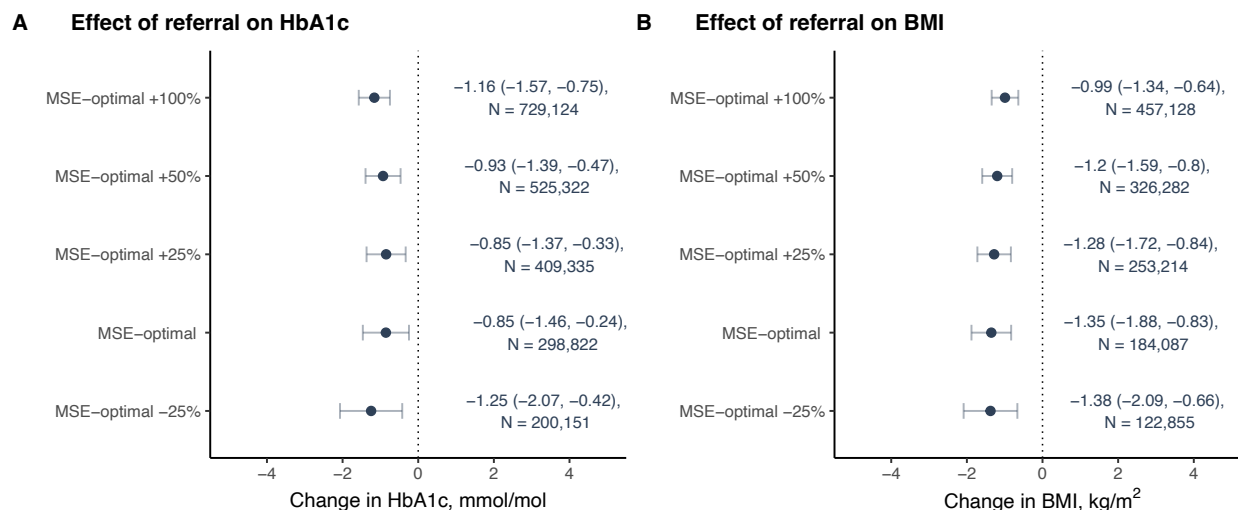 A Effect of referral on HbA1c
MSE−optimal +100%
−1.16 (−1.57, −0.75),
N = 729,124
MSE−optimal +50%
−0.93 (−1.39, −0.47),
N = 525,322
MSE−optimal +25%
−0.85 (−1.37, −0.33),
N = 409,335
MSE−optimal
−0.85 (−1.46, −0.24),
N = 298,822
MSE−optimal −25%
−1.25 (−2.07, −0.42),
N = 200,151
−4 −2 0 2 4
Change in HbA1c, mmol/mol
B Effect of referral on BMI
MSE−optimal +100%
−0.99 (−1.34, −0.64),
N = 457,128
MSE−optimal +50%
−1.2 (−1.59, −0.8),
N = 326,282
MSE−optimal +25%
−1.28 (−1.72, −0.84),
N = 253,214
MSE−optimal
−1.35 (−1.88, −0.83),
N = 184,087
MSE−optimal −25%
−1.38 (−2.09, −0.66),
N = 122,855
−4 −2 0 2 4
Change in BMI, kg/m²